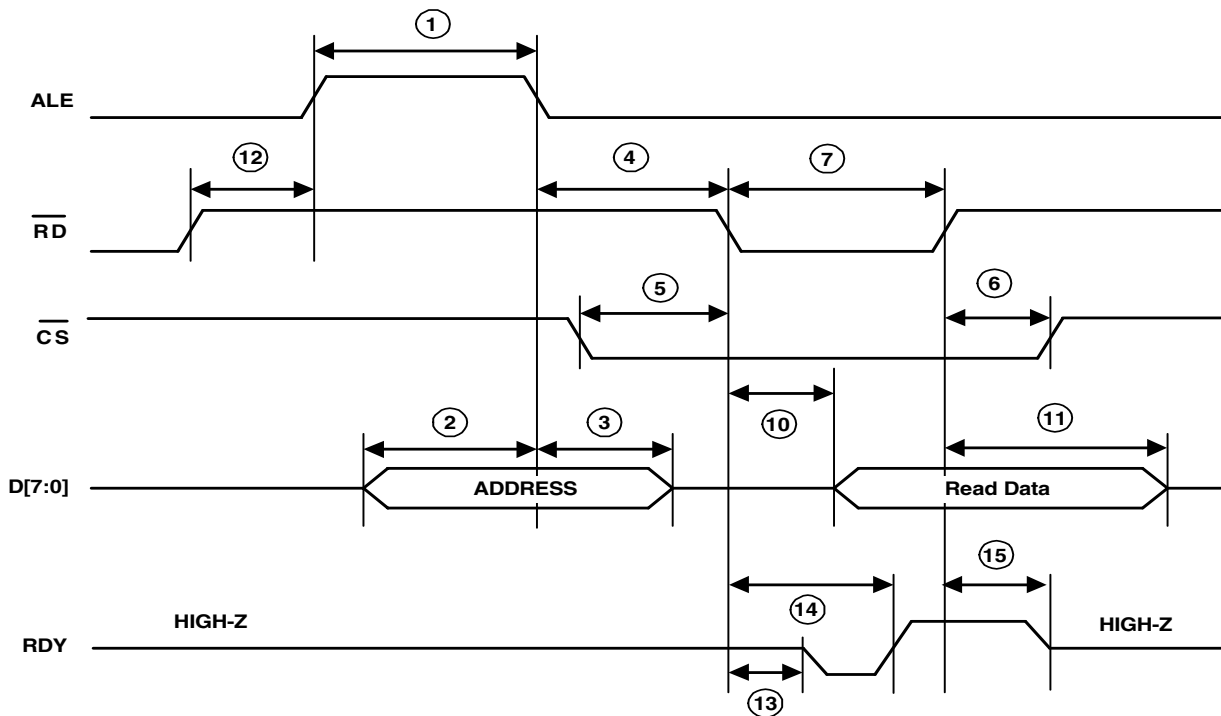 1
ALE
12
4
7
RD
5
6
CS
10
11
2
3
D[7:0]
ADDRESS
Read Data
15
14
HIGH-Z
HIGH-Z
RDY
13